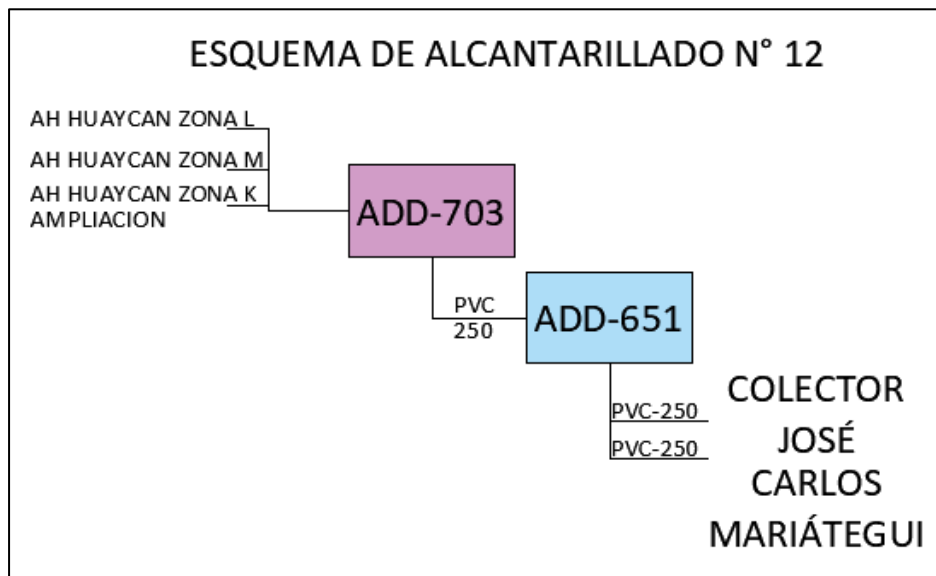 ESQUEMA DE ALCANTARILLADO N° 12
AH HUAYCAN ZONA L
AH HUAYCAN ZONA M
AH HUAYCAN ZONA K
AMPLIACION
ADD-703
PVC
250
ADD-651
PVC-250
PVC-250
COLECTOR
JOSÉ
CARLOS
MARIÁTEGUI